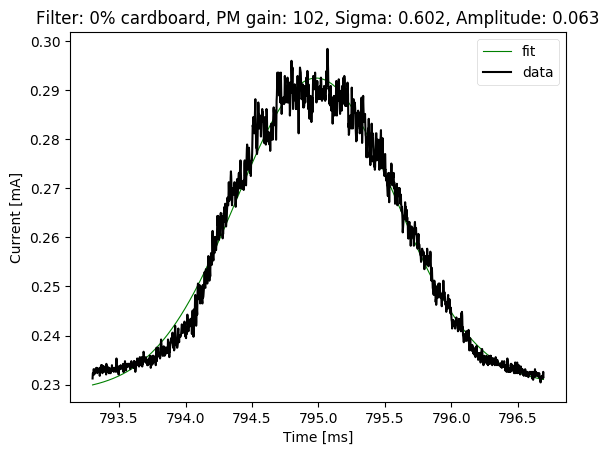 Filter: 0% cardboard, PM gain: 102, Sigma: 0.602, Amplitude: 0.063
fit
data
0.30
0.29
0.28
0.27
0.26
0.25
0.24
0.23
Current [mA]
793.5 794.0 794.5 795.0 795.5 796.0 796.5
Time [ms]